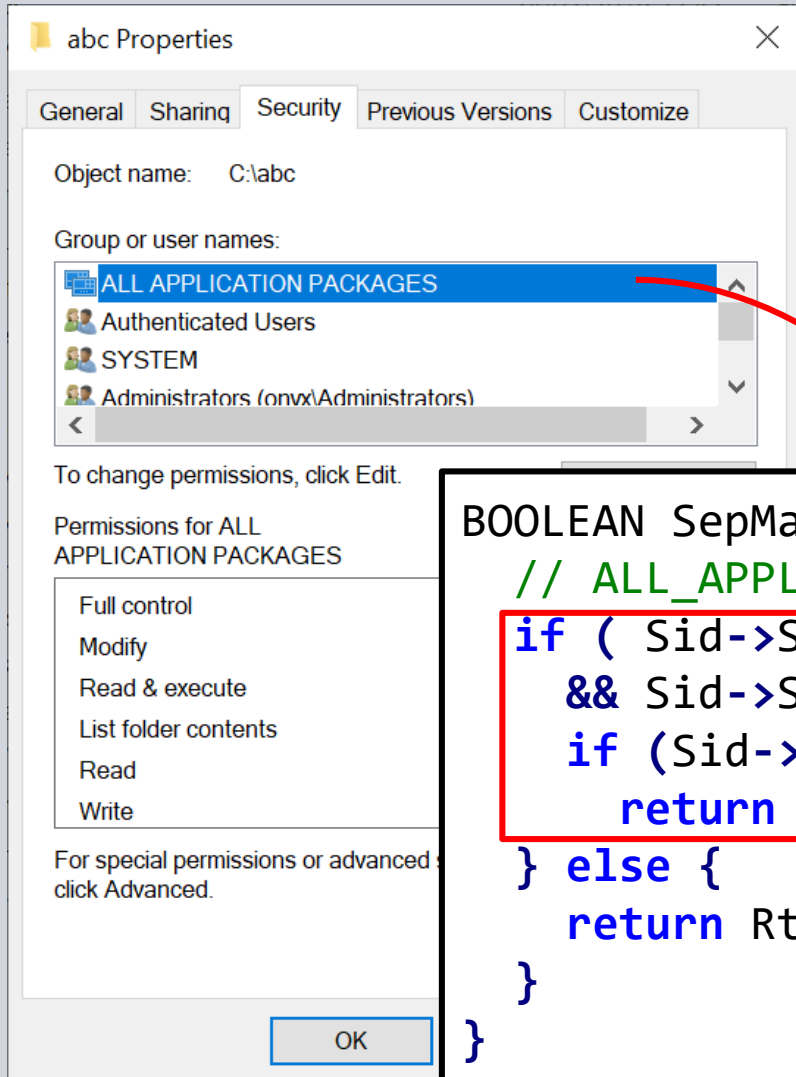 abc Properties
General Sharing Security Previous Versions Customize
Object name: C:\abc
Group or user names:
ALL APPLICATION PACKAGES
Authenticated Users
SYSTEM
Administrators (onyx\Administrators)
To change permissions, click Edit.
Permissions for ALL
APPLICATION PACKAGES
Full control
Modify
Read & execute
List folder contents
Read
Write
For special permissions or advanced s
click Advanced.
OK
BOOLEAN SepMa
// ALL_APPL
if ( Sid->S
&& Sid->S
if (Sid->
return
} else {
return Rt
}
}